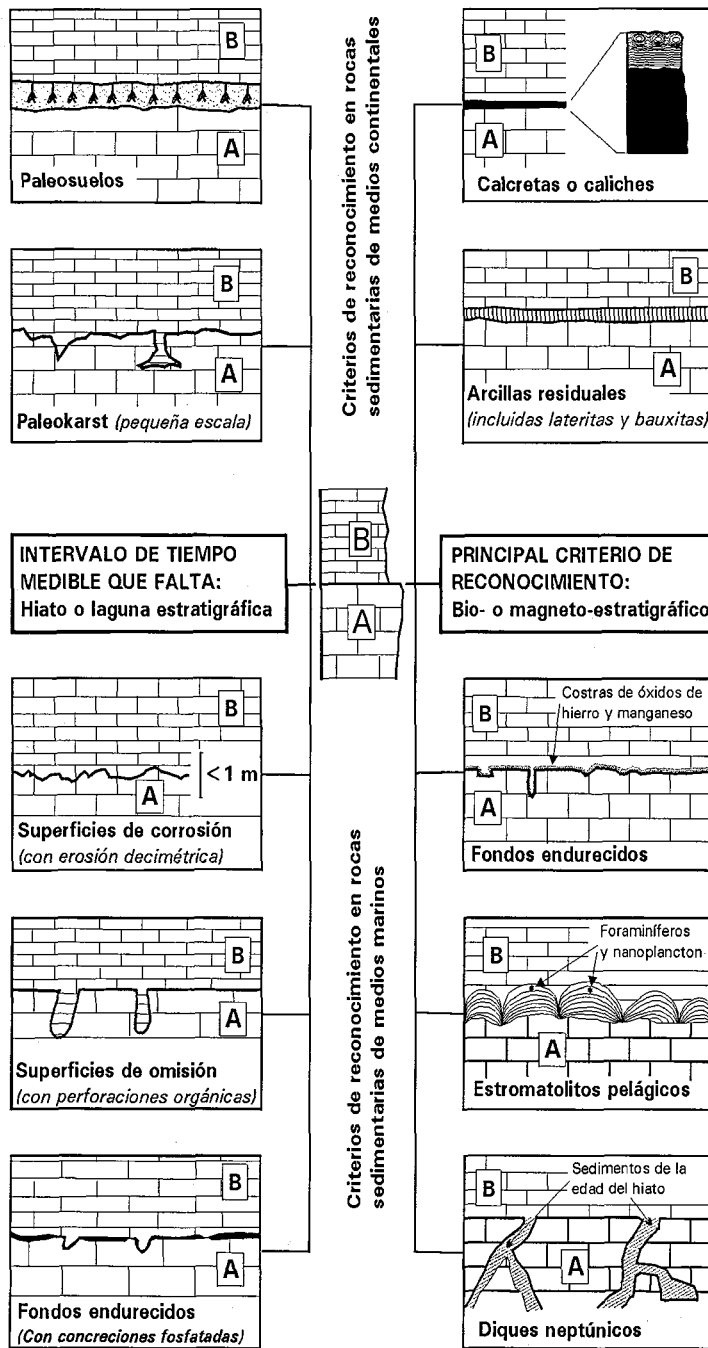 B
A
Paleosuelos
B
A
Paleokarst (pequeña escala)
Criterios de reconocimiento en rocas
sedimentarias de medios continentales
B
A
Calcretas o caliches
B
A
Arcillas residuales
(incluidas lateritas y bauxitas)
INTERVALO DE TIEMPO
MEDIBLE QUE FALTA:
Hiato o laguna estratigráfica
B
A
PRINCIPAL CRITERIO DE
RECONOCIMIENTO:
Bio- o magneto-estratigráfico
B
A
<1 m
Superficies de corrosión
(con erosión decimétrica)
B
A
Superficies de omisión
(con perforaciones orgánicas)
B
A
Fondos endurecidos
(Con concreciones fosfatadas)
Criterios de reconocimiento en rocas
sedimentarias de medios marinos
Costras de óxidos de
hierro y manganeso
B
A
Fondos endurecidos
Foraminíferos
y nanoplancton
B
A
Estromatolitos pelágicos
Sedimentos de la
edad del hiato
B
A
Diques neptúnicos